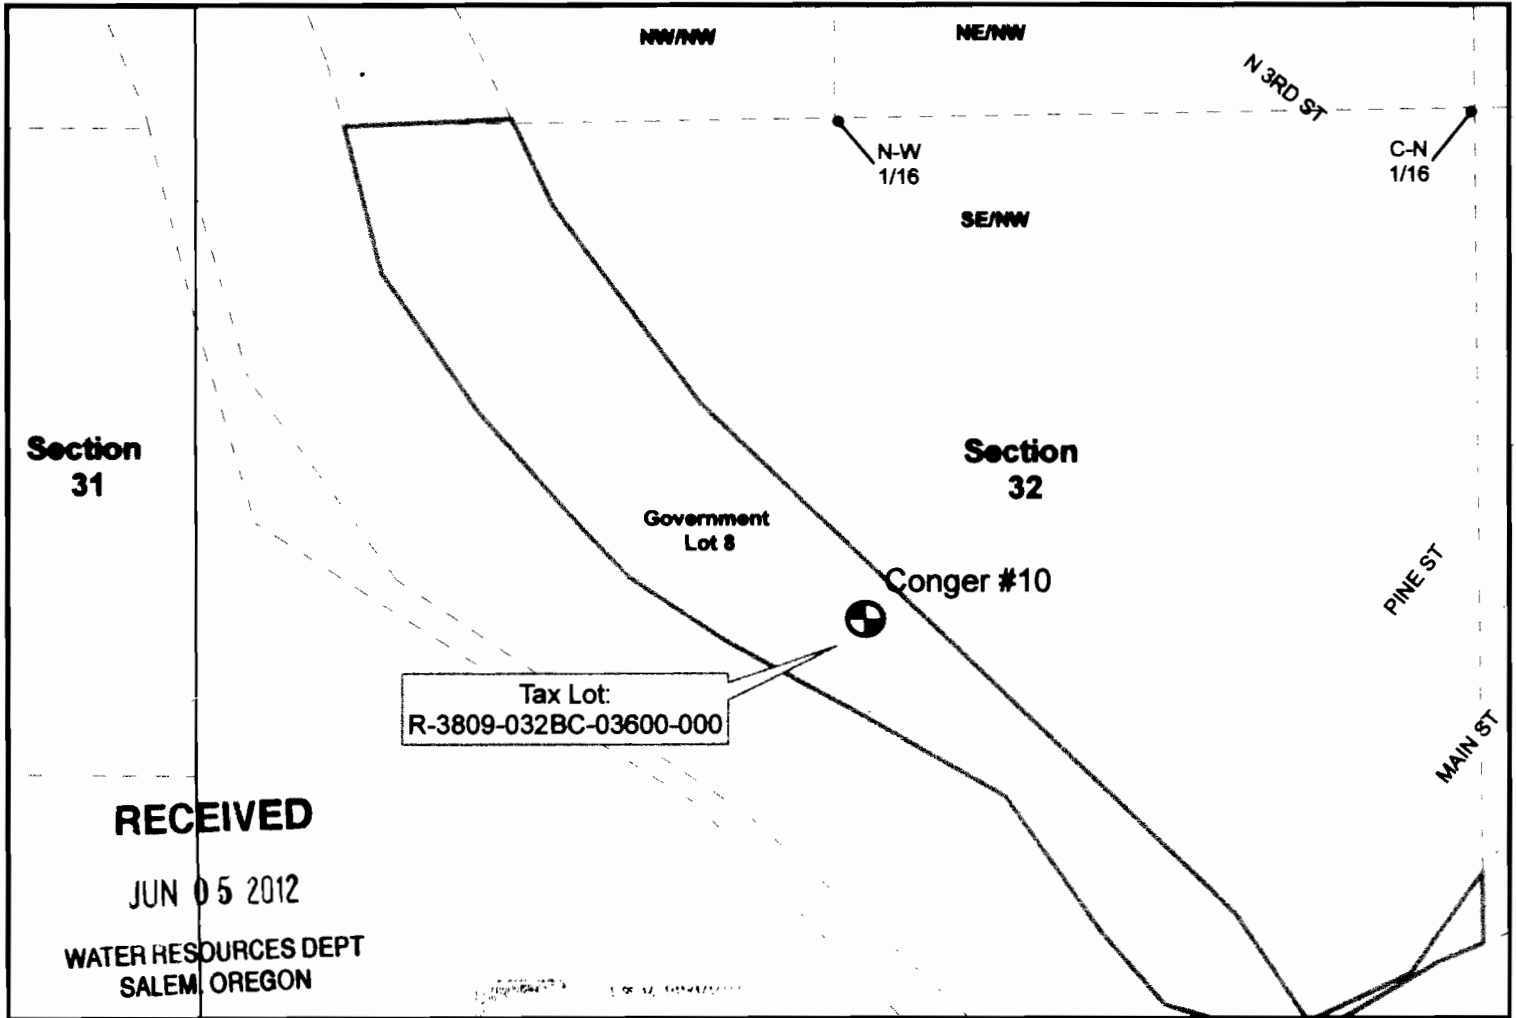 NW/NW
NE/NW
N 3RD ST
N-W
1/16
C-N
1/16
SE/NW
Section
31
Section
32
Government
Lot 8
Conger #10
PINE ST
Tax Lot:
R-3809-032BC-03600-000
MAIN ST
RECEIVED
JUN 05 2012
WATER RESOURCES DEPT
SALEM, OREGON